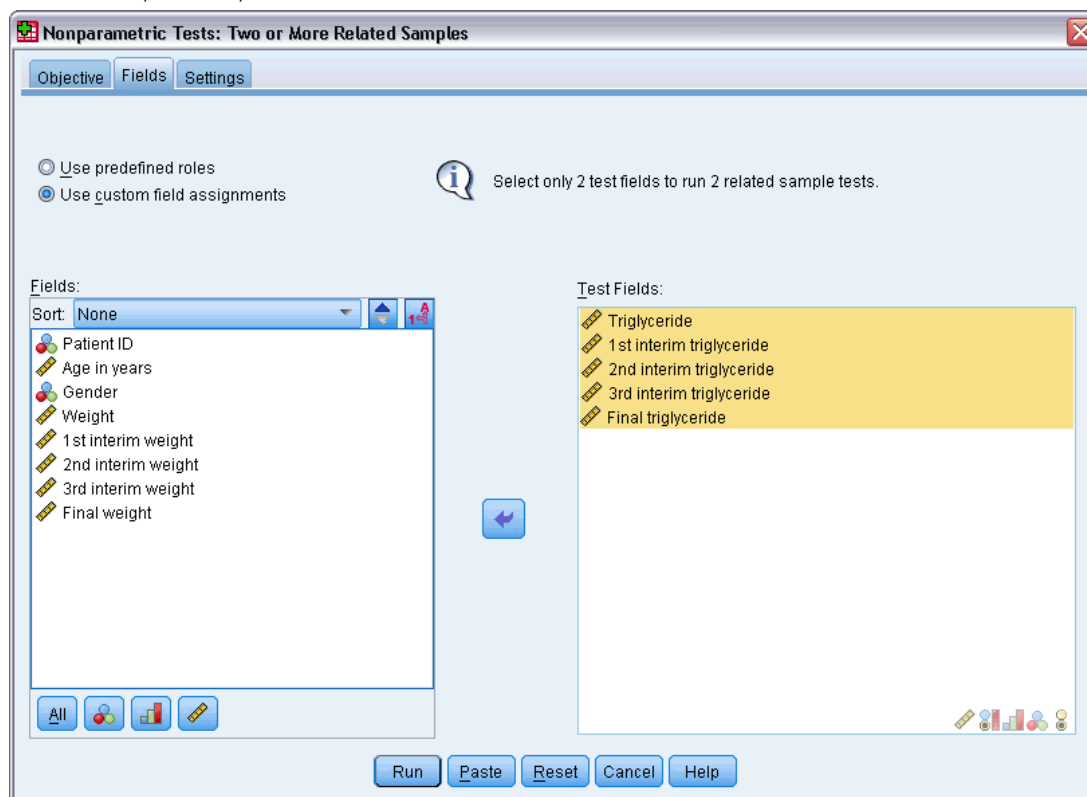 Nonparametric Tests: Two or More Related Samples
Objective Fields Settings
Use predefined roles
Use custom field assignments
Select only 2 test fields to run 2 related sample tests.
Fields:
Sort: None
Patient ID
Age in years
Gender
Weight
1st interim weight
2nd interim weight
3rd interim weight
Final weight
All
Test Fields:
Triglyceride
1st interim triglyceride
2nd interim triglyceride
3rd interim triglyceride
Final triglyceride
Run Paste Reset Cancel Help